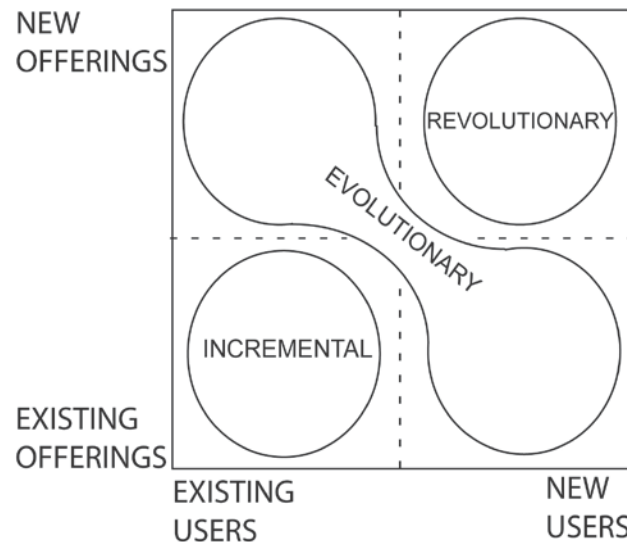 NEW
OFFERINGS
REVOLUTIONARY
EVOLUTIONARY
INCREMENTAL
EXISTING
OFFERINGS
EXISTING
USERS
NEW
USERS